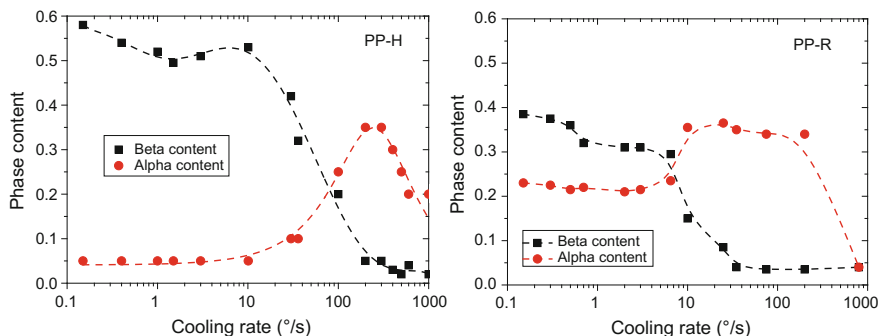 0.6
0.5
0.4
0.3
0.2
0.1
0.0
Phase content
PP-H
Beta content
Alpha content
0.1
1
10
100
1000
Cooling rate (°/s)
0.6
0.5
0.4
0.3
0.2
0.1
0.0
Phase content
PP-R
Beta content
Alpha content
0.1
1
10
100
1000
Cooling rate (°/s)